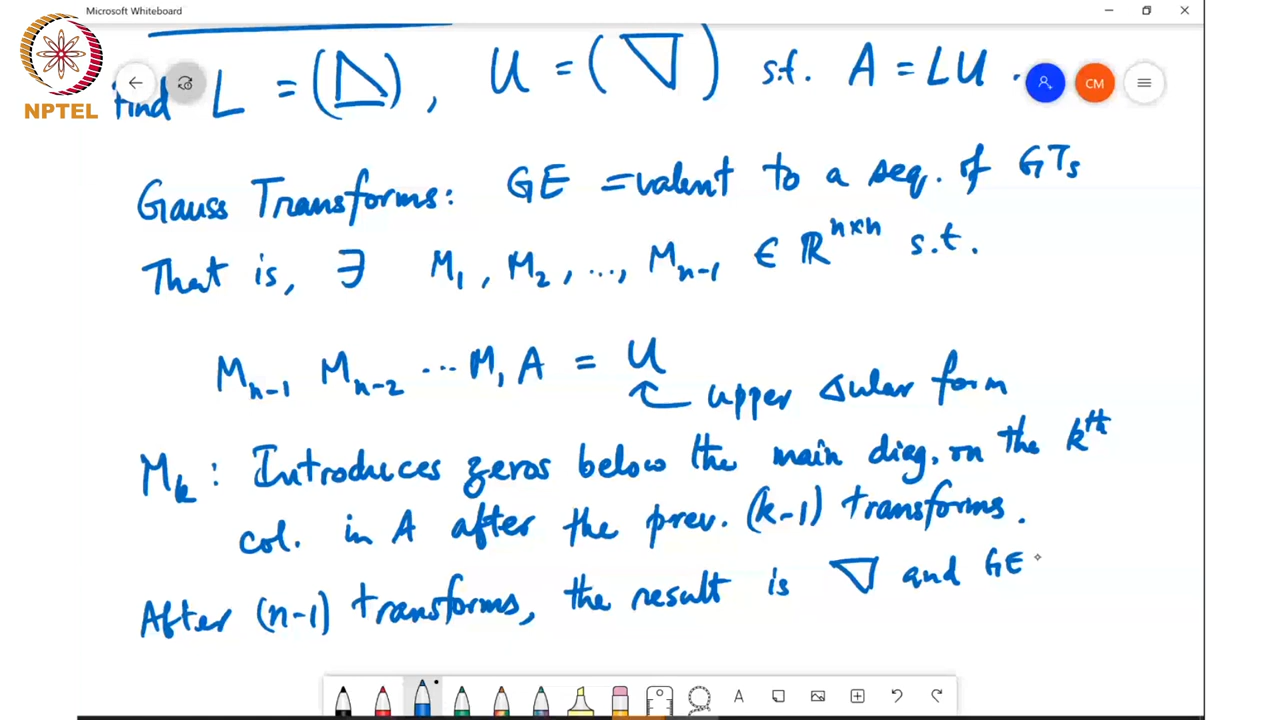 Microsoft Whiteboard
NPTEL
find L = (◺), U = (▽) s.t. A = LU.
CM
Gauss Transforms: GE ≡valent to a seq. of GTs
That is, ∃ M₁, M₂, ..., Mₙ₋₁ ∈ ℝⁿˣⁿ s.t.
Mₙ₋₁ Mₙ₋₂ ... M₁ A = U
upper Δular form
Mₖ: Introduces zeros below the main diag. on the kᵗʰ
col. in A after the prev. (k-1) transforms.
After (n-1) transforms, the result is ▽ and GE
A